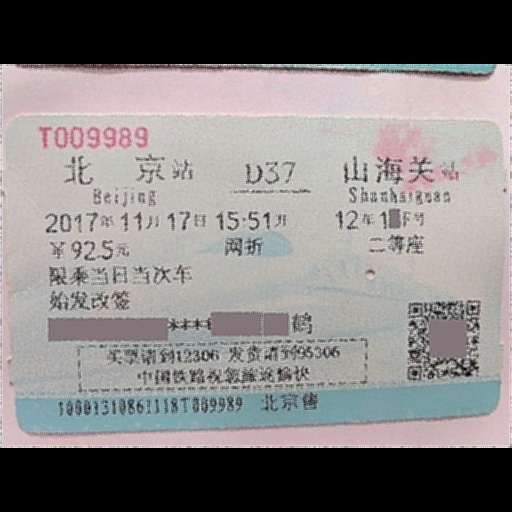 T009989
北京站 D37 山海关站
Beijing Shanhaiguan
2017年11月17日 15:51开 12车1
￥92.5元 网折 二等座
限乘当日当次车
始发改签
***鹤
买票请到12306 发货请到95306
中国铁路祝您旅途愉快
10001310861118T009989 北京售